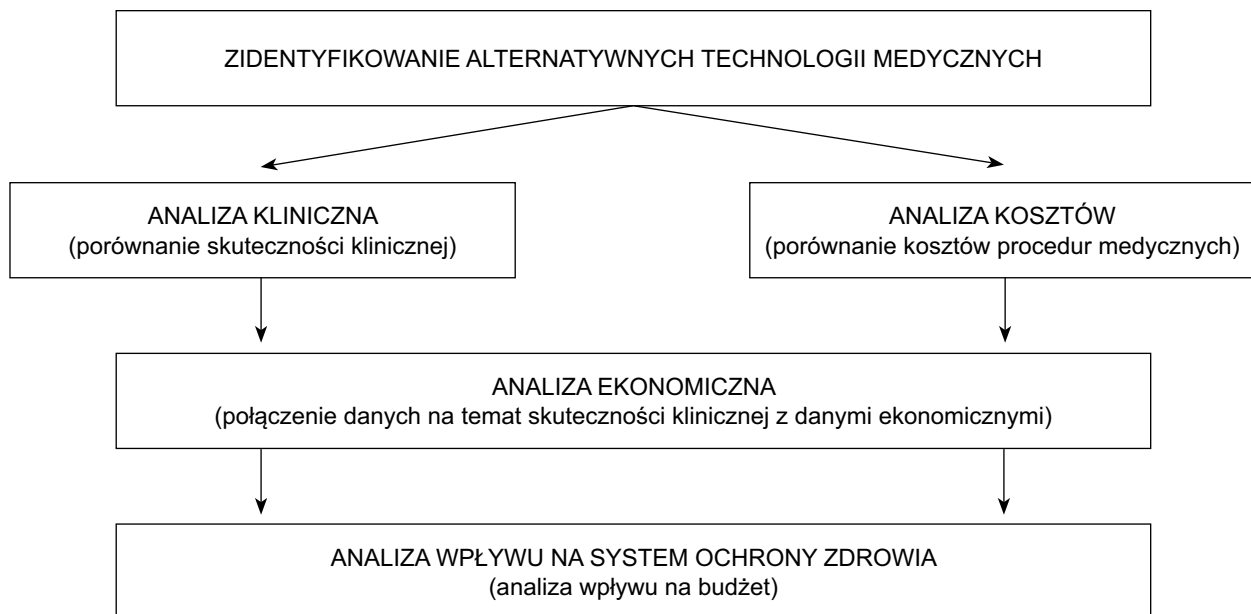 ZIDENTYFIKOWANIE ALTERNATYWNYCH TECHNOLOGII MEDYCZNYCH
ANALIZA KLINICZNA
(porównanie skuteczności klinicznej)
ANALIZA KOSZTÓW
(porównanie kosztów procedur medycznych)
ANALIZA EKONOMICZNA
(połączenie danych na temat skuteczności klinicznej z danymi ekonomicznymi)
ANALIZA WPŁYWU NA SYSTEM OCHRONY ZDROWIA
(analiza wpływu na budżet)